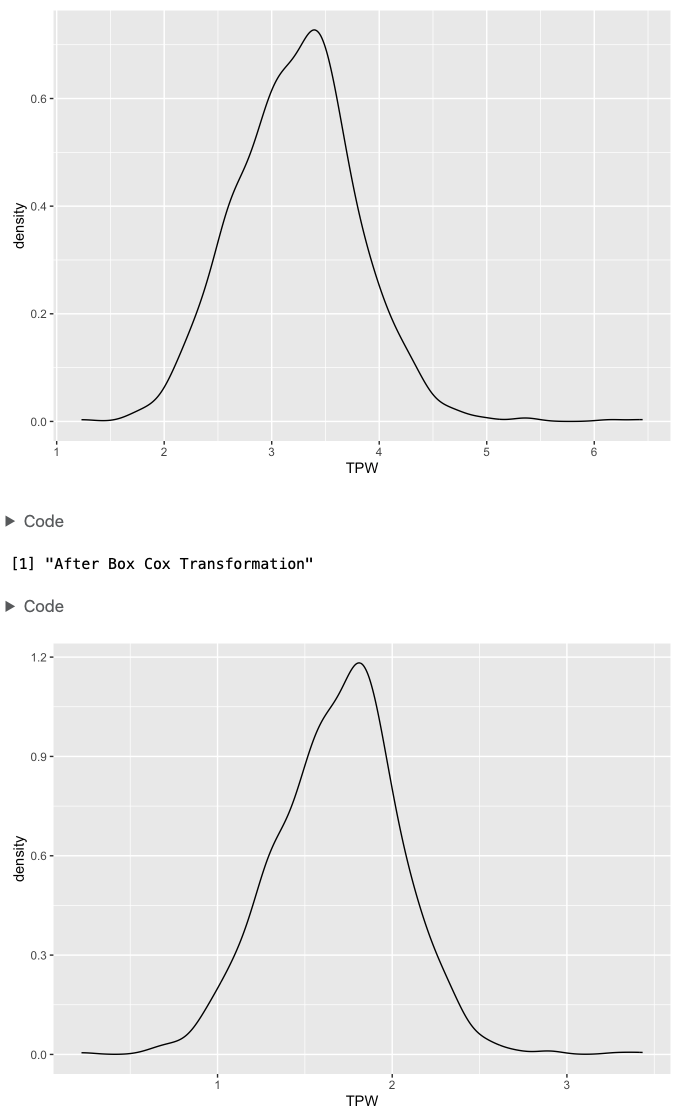 density
0.6
0.4
0.2
0.0
1 2 3 4 5 6
TPW
▶ Code
[1] "After Box Cox Transformation"
▶ Code
density
1.2
0.9
0.6
0.3
0.0
1 2 3
TPW